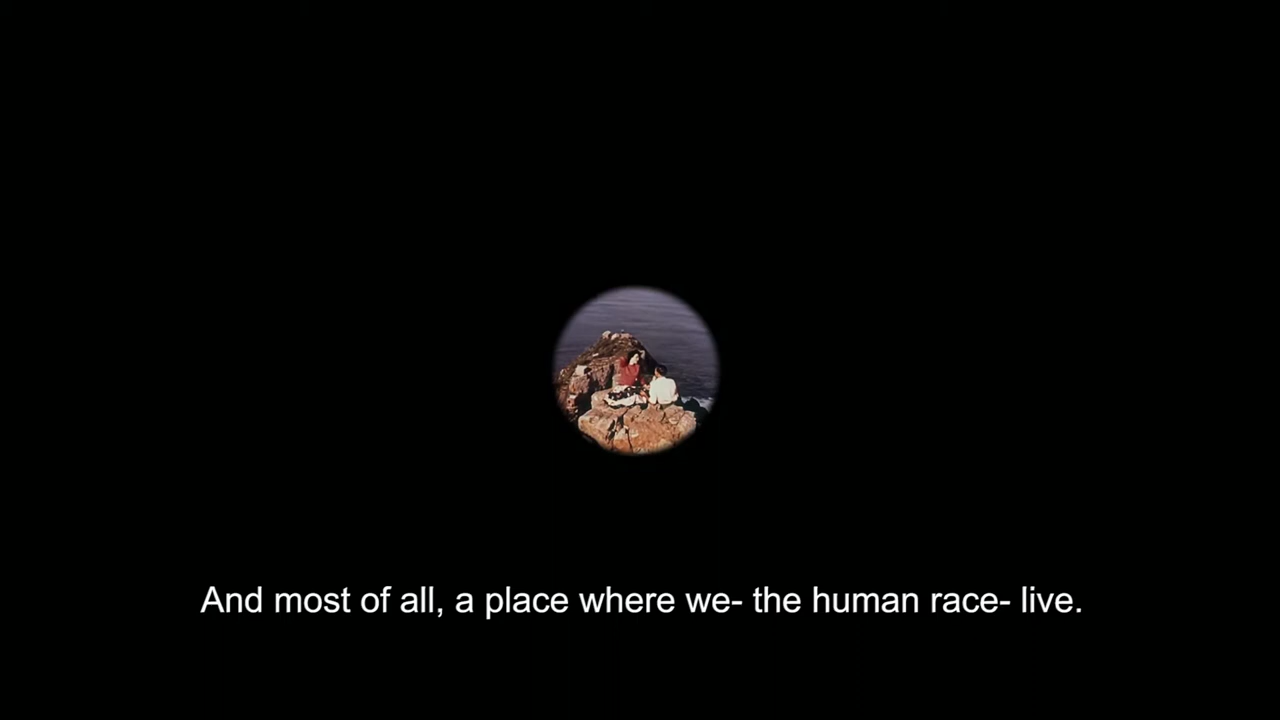 And most of all, a place where we- the human race- live.